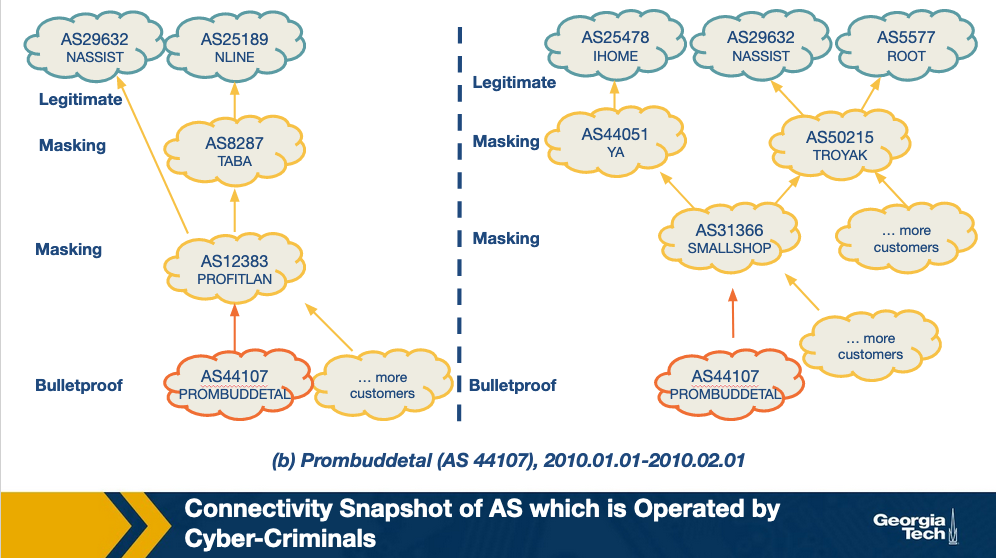 AS29632
NASSIST
AS25189
NLINE
Legitimate
Masking
AS8287
TABA
Masking
AS12383
PROFITLAN
Bulletproof
AS44107
PROMBUDDETAL
... more
customers
AS25478
IHOME
AS29632
NASSIST
AS5577
ROOT
Legitimate
Masking
AS44051
YA
AS50215
TROYAK
Masking
AS31366
SMALLSHOP
... more
customers
... more
customers
Bulletproof
AS44107
PROMBUDDETAL
(b) Prombuddetal (AS 44107), 2010.01.01-2010.02.01
Connectivity Snapshot of AS which is Operated by
Cyber-Criminals
Georgia
Tech